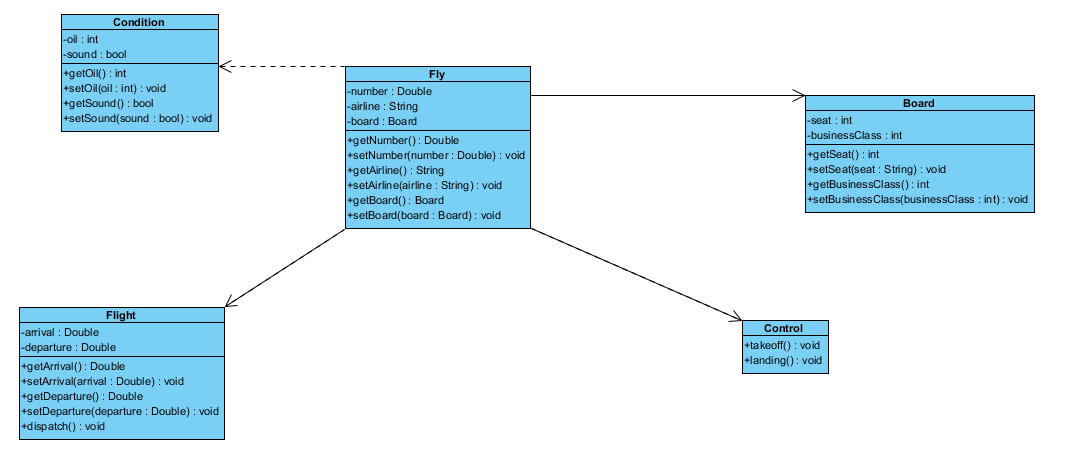 Condition
-oil : int
-sound : bool
+getOil() : int
+setOil(oil : int) : void
+getSound() : bool
+setSound(sound : bool) : void
Fly
-number : Double
-airline : String
-board : Board
+getNumber() : Double
+setNumber(number : Double) : void
+getAirline() : String
+setAirline(airline : String) : void
+getBoard() : Board
+setBoard(board : Board) : void
Board
-seat : int
-businessClass : int
+getSeat() : int
+setSeat(seat : String) : void
+getBusinessClass() : int
+setBusinessClass(businessClass : int) : void
Flight
-arrival : Double
-departure : Double
+getArrival() : Double
+setArrival(arrival : Double) : void
+getDeparture() : Double
+setDeparture(departure : Double) : void
+dispatch() : void
Control
+takeoff() : void
+landing() : void